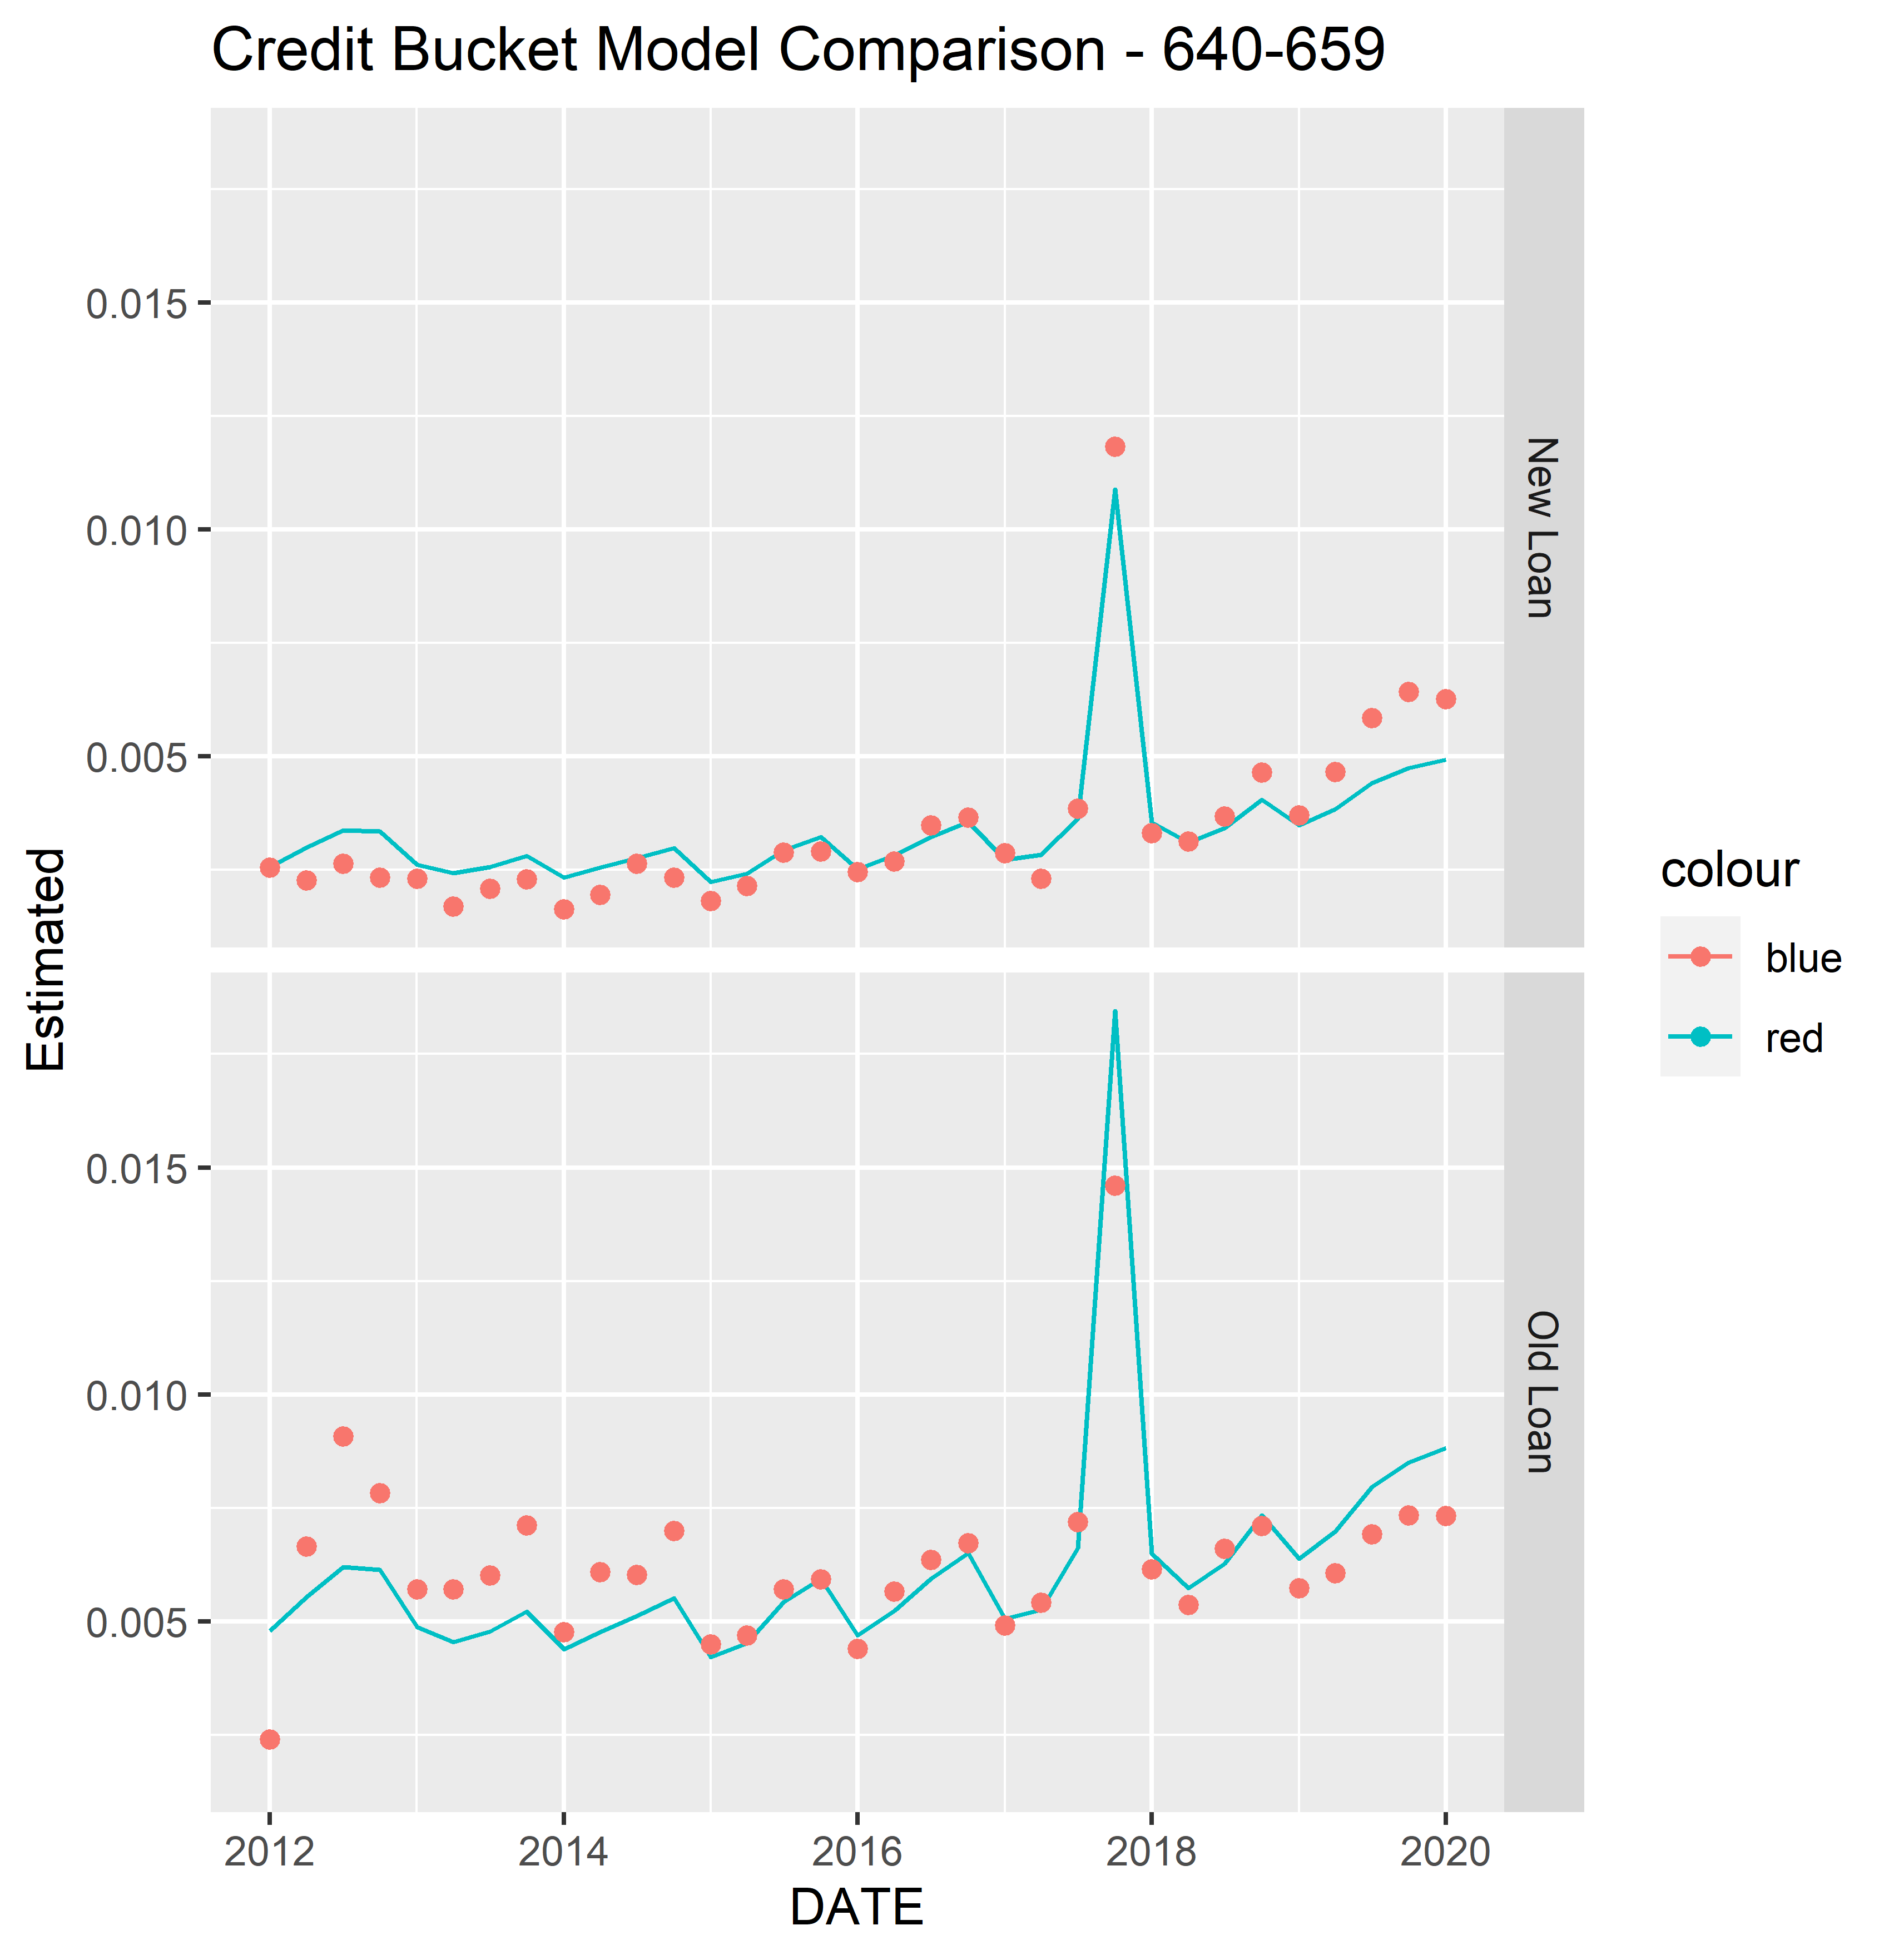 Credit Bucket Model Comparison - 640-659
Estimated
0.015
0.010
0.005
New Loan
0.015
0.010
0.005
Old Loan
2012
2014
2016
2018
2020
DATE
colour
blue
red